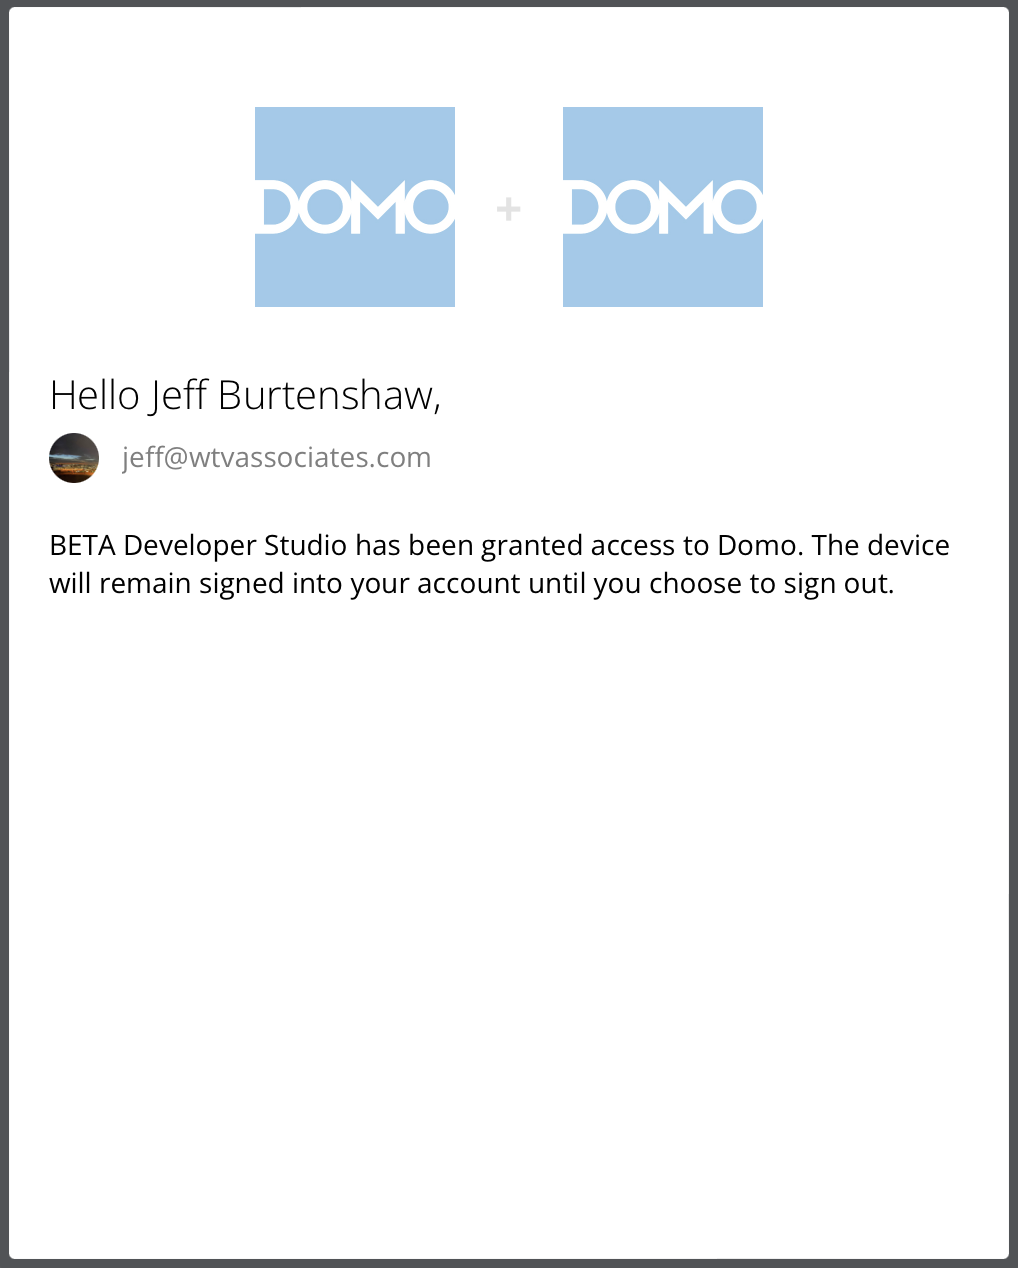 DOMO + DOMO
Hello Jeff Burtenshaw,
jeff@wtvassociates.com
BETA Developer Studio has been granted access to Domo. The device
will remain signed into your account until you choose to sign out.